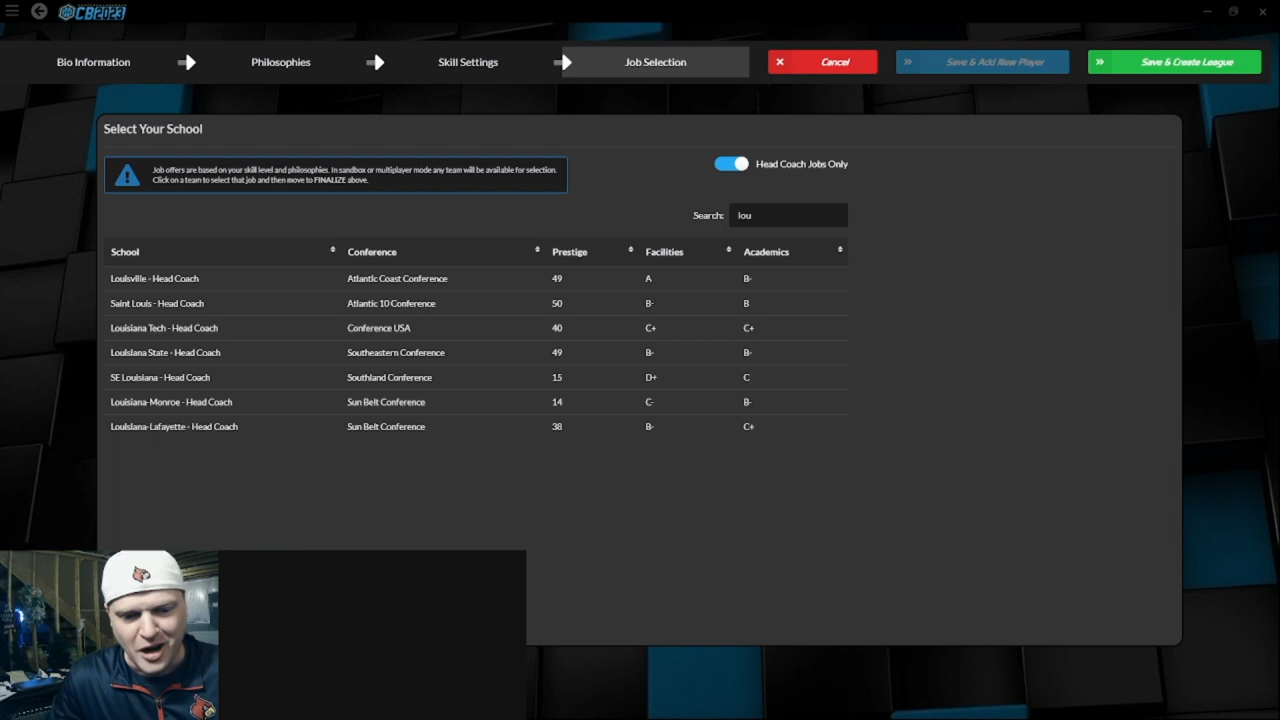 CB2023
Bio Information
Philosophies
Skill Settings
Job Selection
Cancel
Save & Add New Player
Save & Create League
Select Your School
Job offers are based on your skill level and philosophies. In sandbox or multiplayer mode any team will be available for selection.
Click on a team to select that job and then move to FINALIZE above.
Head Coach Jobs Only
Search: lou
School Conference Prestige Facilities Academics
Louisville - Head Coach Atlantic Coast Conference 49 A B-
Saint Louis - Head Coach Atlantic 10 Conference 50 B- B
Louisiana Tech - Head Coach Conference USA 40 C+ C+
Louisiana State - Head Coach Southeastern Conference 49 B- B-
SE Louisiana - Head Coach Southland Conference 15 D+ C
Louisiana-Monroe - Head Coach Sun Belt Conference 14 C- B-
Louisiana-Lafayette - Head Coach Sun Belt Conference 38 B- C+